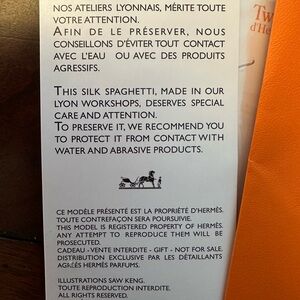 NOS ATELIERS LYONNAIS, MÉRITE TOUTE
VOTRE ATTENTION.
AFIN DE LE PRÉSERVER, NOUS
CONSEILLONS D'ÉVITER TOUT CONTACT
AVEC L'EAU OU AVEC DES PRODUITS
AGRESSIFS.
THIS SILK SPAGHETTI, MADE IN OUR
LYON WORKSHOPS, DESERVES SPECIAL
CARE AND ATTENTION.
TO PRESERVE IT, WE RECOMMEND YOU
TO PROTECT IT FROM CONTACT WITH
WATER AND ABRASIVE PRODUCTS.
CE MODÈLE PRÉSENTÉ EST LA PROPRIÉTÉ D'HERMÈS.
TOUTE CONTREFAÇON SERA POURSUIVIE.
THIS MODEL IS REGISTERED PROPERTY OF HERMÈS.
ANY ATTEMPT TO REPRODUCE THEM WILL BE
PROSECUTED.
CADEAU - VENTE INTERDITE - GIFT - NOT FOR SALE.
DISTRIBUTION EXCLUSIVE PAR LES DÉTAILLANTS
AGRÉÉS HERMÈS PARFUMS.
ILLUSTRATIONS SAW KENG.
TOUTE REPRODUCTION INTERDITE.
ALL RIGHTS RESERVED.
Tw
d'He